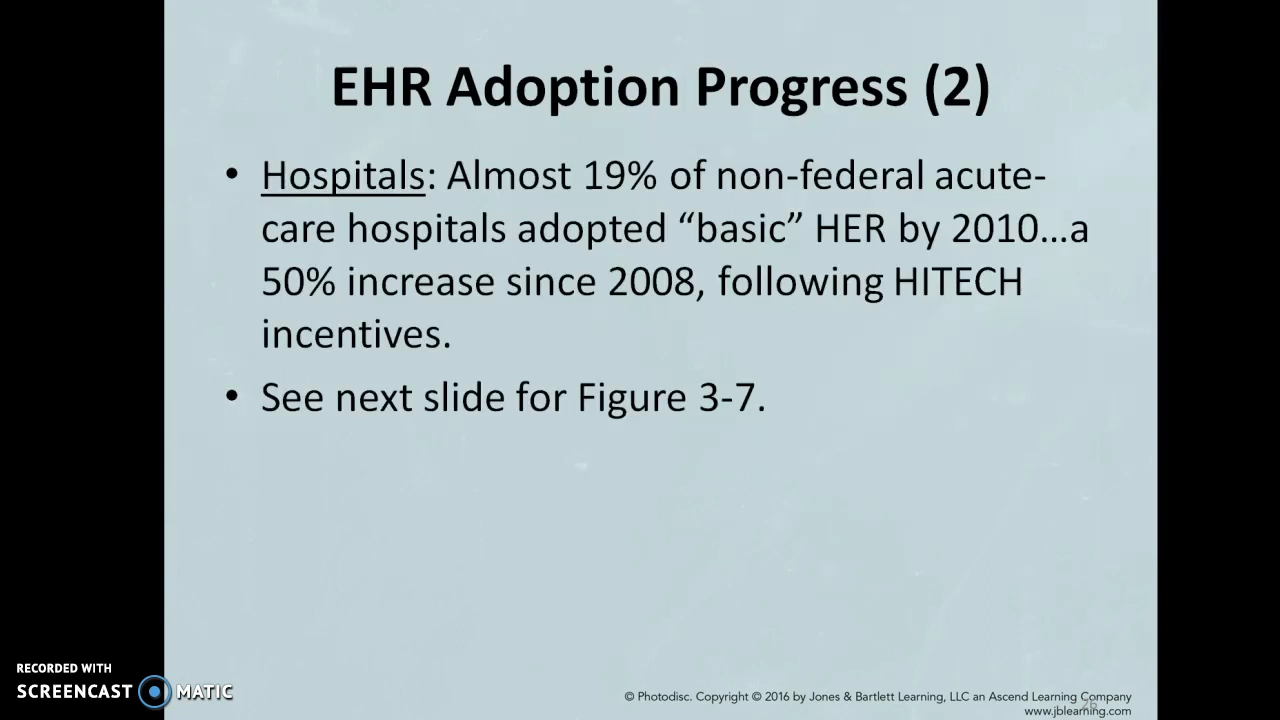 EHR Adoption Progress (2)
• Hospitals: Almost 19% of non-federal acute-
care hospitals adopted “basic” HER by 2010…a
50% increase since 2008, following HITECH
incentives.
• See next slide for Figure 3-7.
RECORDED WITH
SCREENCAST MATIC
© Photodisc. Copyright © 2016 by Jones & Bartlett Learning, LLC an Ascend Learning Company
www.jblearning.com